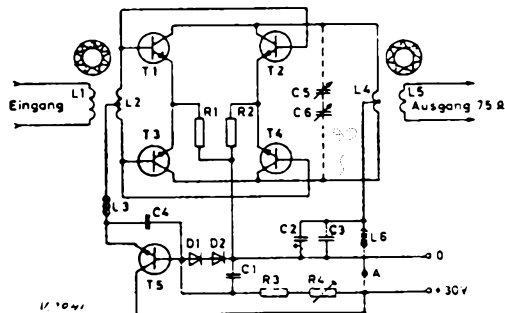 T1
T2
C5
L4
L1
L2
R1
R2
C6
L5
Eingang
Ausgang 75 Ω
T3
T4
L3
C4
C2
C3
L6
D1
D2
0
T5
C1
A
R3
R4
+30V